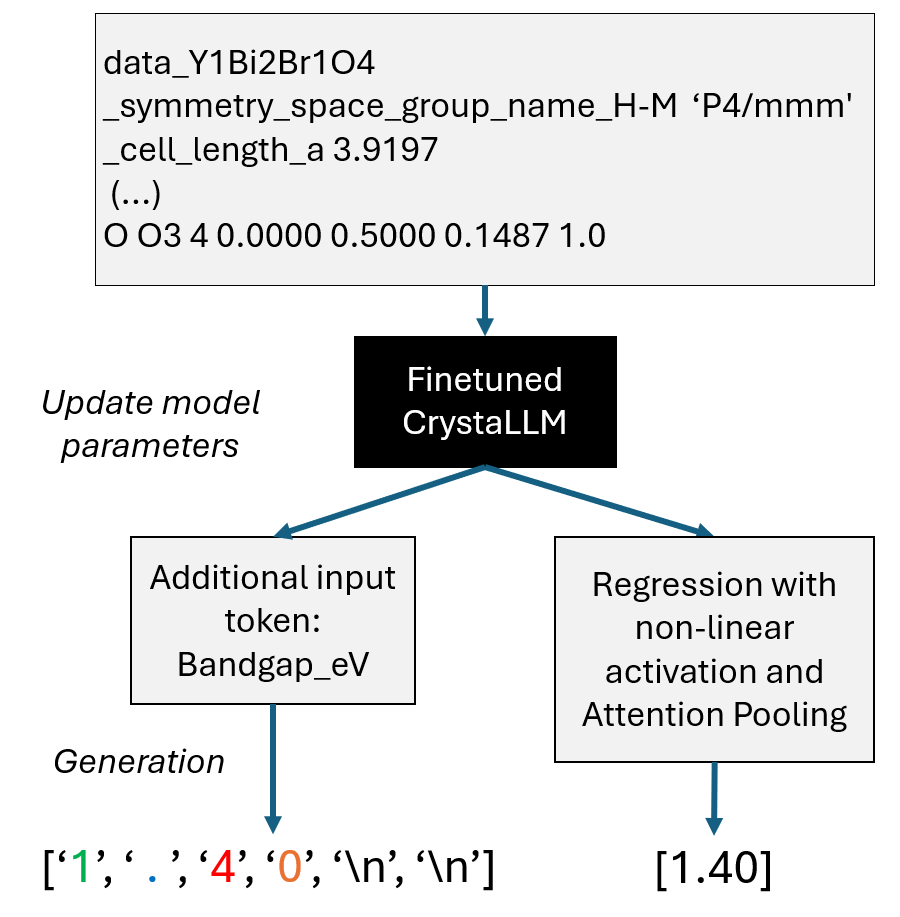 data_Y1Bi2Br1O4
_symmetry_space_group_name_H-M ‘P4/mmm'
_cell_length_a 3.9197
(...)
O O3 4 0.0000 0.5000 0.1487 1.0
Finetuned
CrystaLLM
Update model
parameters
Additional input
token:
Bandgap_eV
Regression with
non-linear
activation and
Attention Pooling
Generation
[‘1’, ‘ . ’, ‘4’, ‘0’, ‘\n’, ‘\n’]
[1.40]